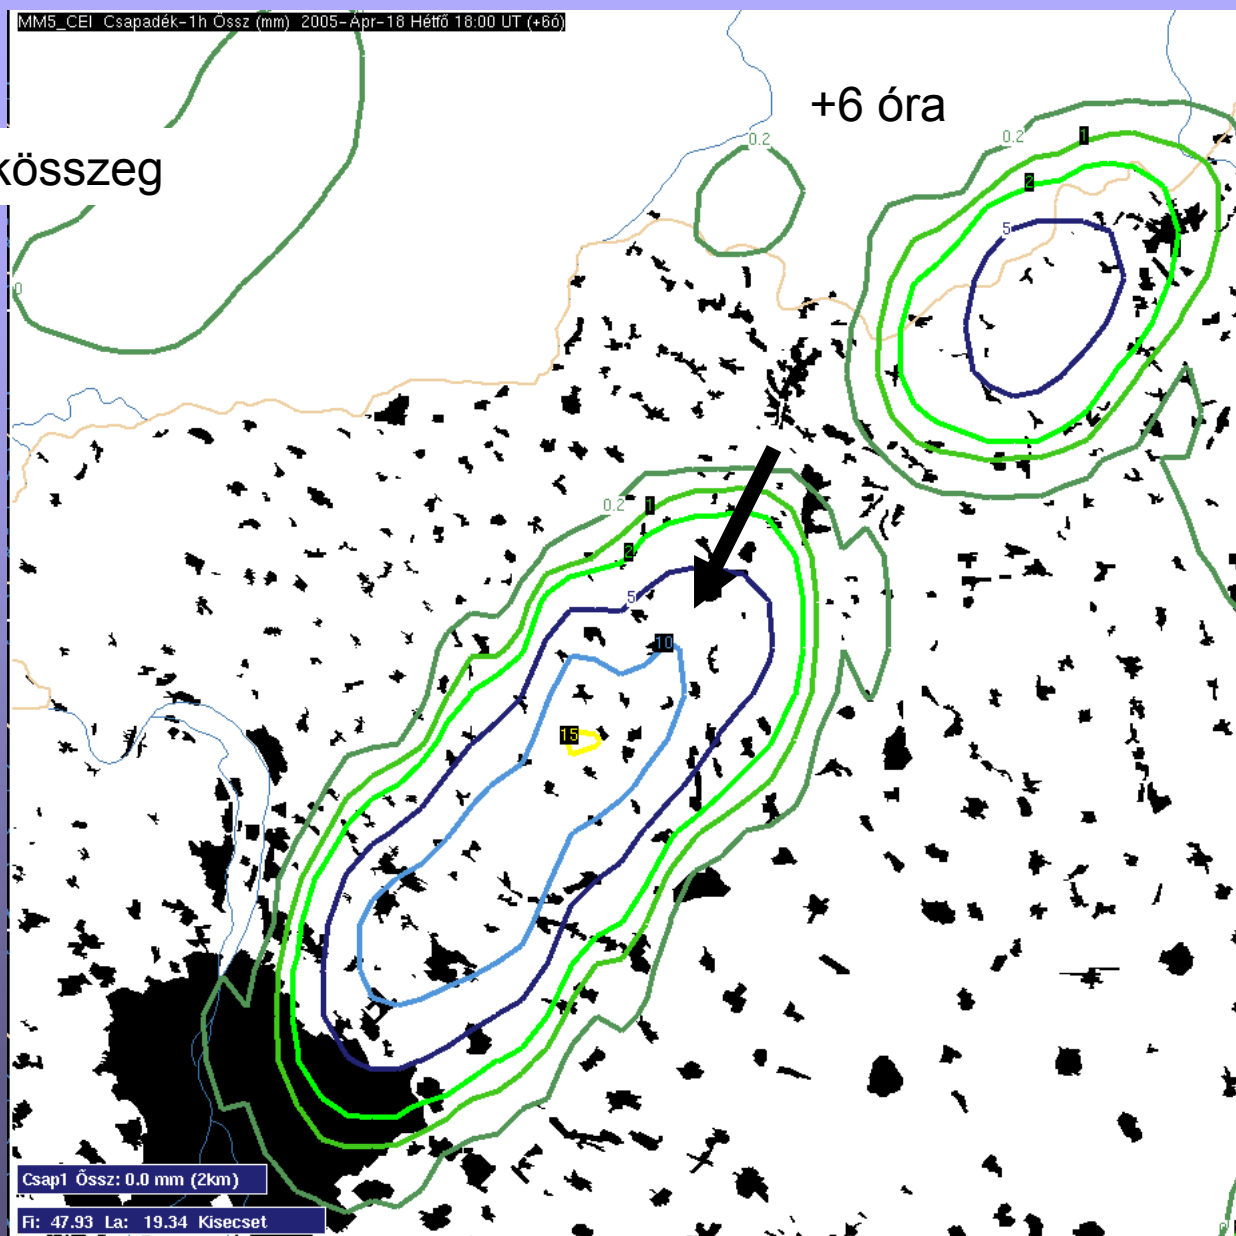 MM5_CEI Csapadék-1h Össz (mm) 2005-Ápr-18 Hétfő 18:00 UT (+6ó)
+6 óra
kösszeg
0.2
0.2
1
2
5
0
0.2
1
2
5
10
15
Csap1 Össz: 0.0 mm (2km)
Fi: 47.93 La: 19.34 Kisecset